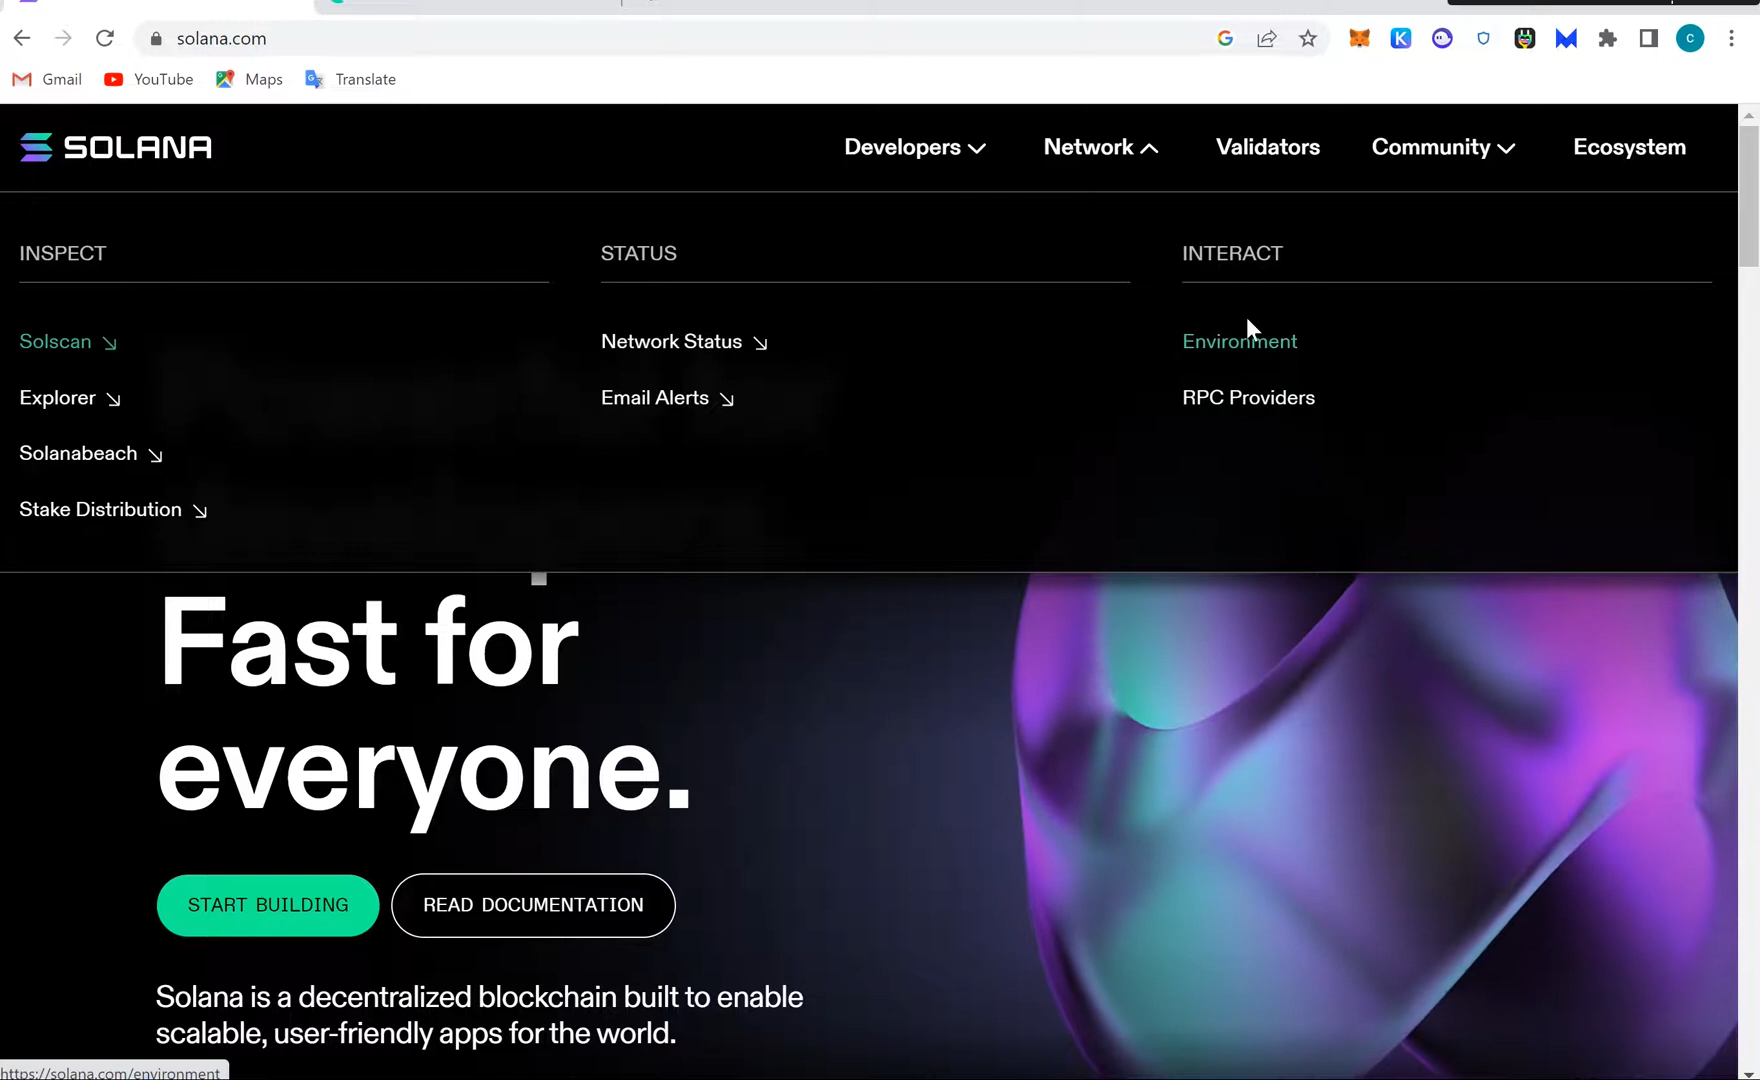 solana.com
Gmail YouTube Maps Translate
SOLANA Developers Network Validators Community Ecosystem
INSPECT STATUS INTERACT
Solscan Network Status Environment
Explorer Email Alerts RPC Providers
Solanabeach
Stake Distribution
Fast for
everyone.
START BUILDING READ DOCUMENTATION
Solana is a decentralized blockchain built to enable
scalable, user-friendly apps for the world.
https://solana.com/environment